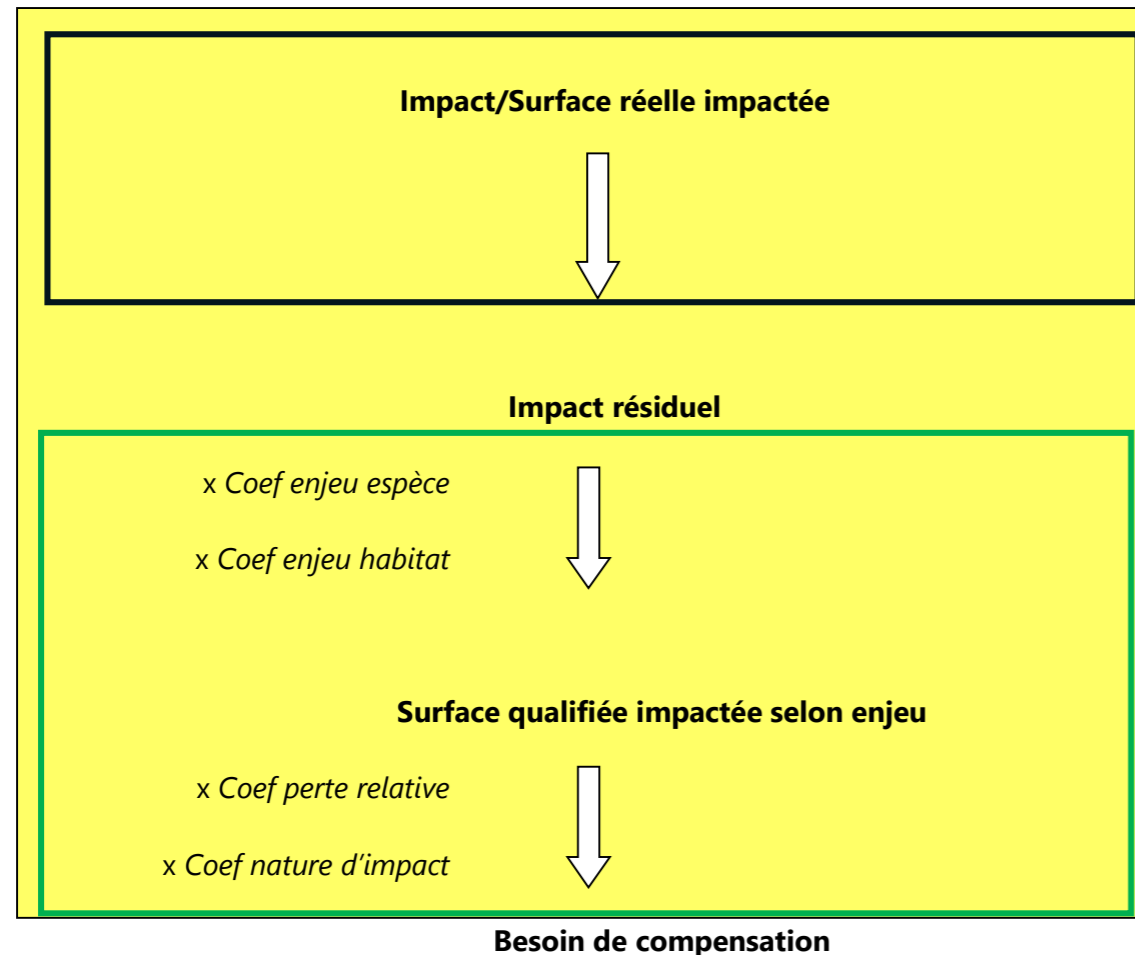 Impact/Surface réelle impactée
Impact résiduel
x Coef enjeu espèce
x Coef enjeu habitat
Surface qualifiée impactée selon enjeu
x Coef perte relative
x Coef nature d’impact
Besoin de compensation